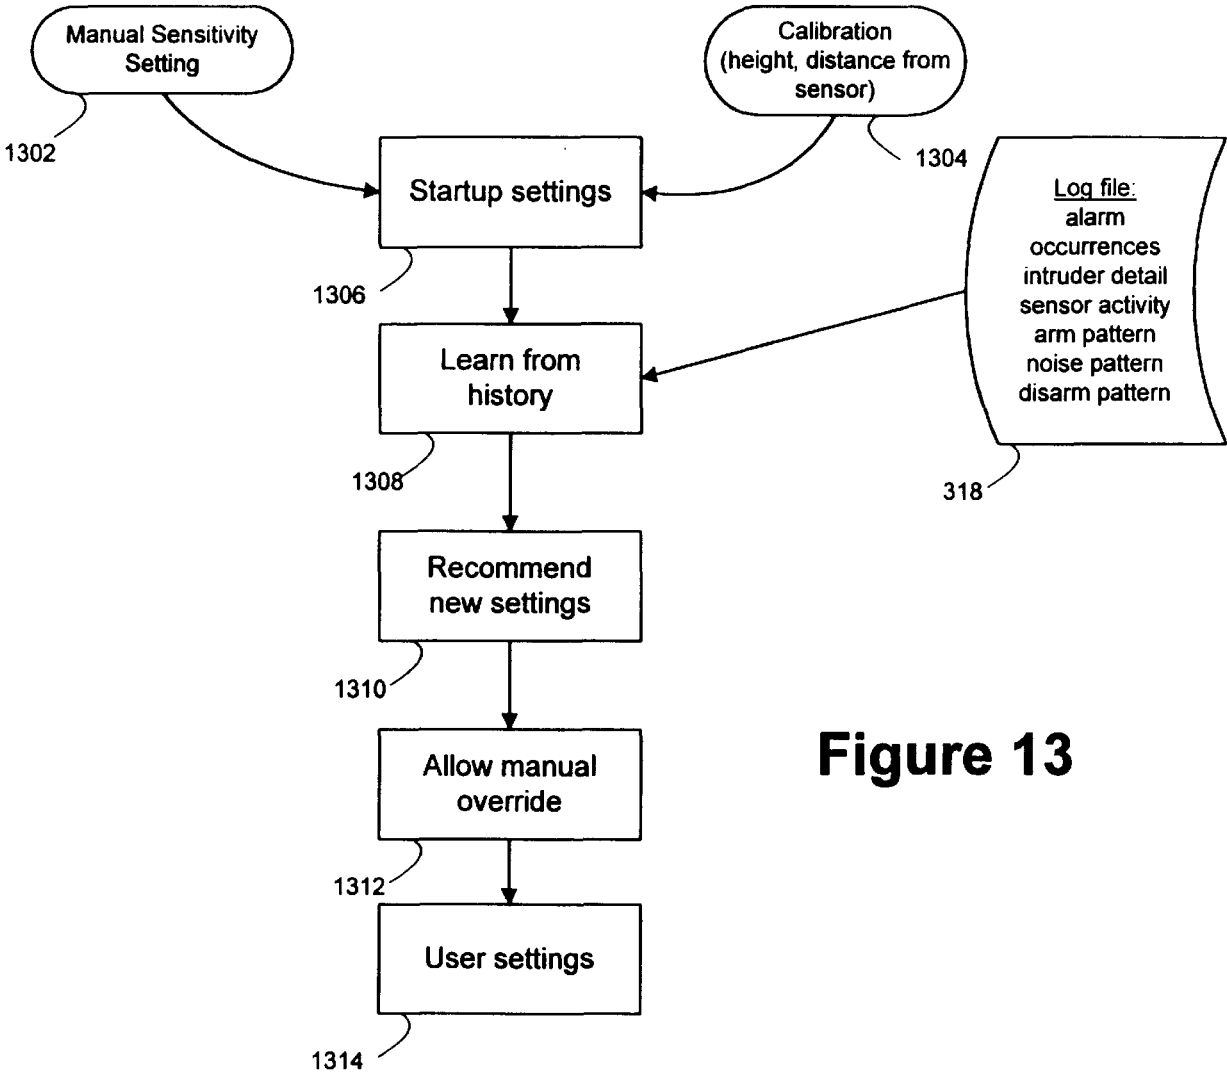 Manual Sensitivity
Setting
1302
Calibration
(height, distance from
sensor)
1304
Startup settings
1306
Log file:
alarm
occurrences
intruder detail
sensor activity
arm pattern
noise pattern
disarm pattern
318
Learn from
history
1308
Recommend
new settings
1310
Allow manual
override
1312
User settings
1314
Figure 13